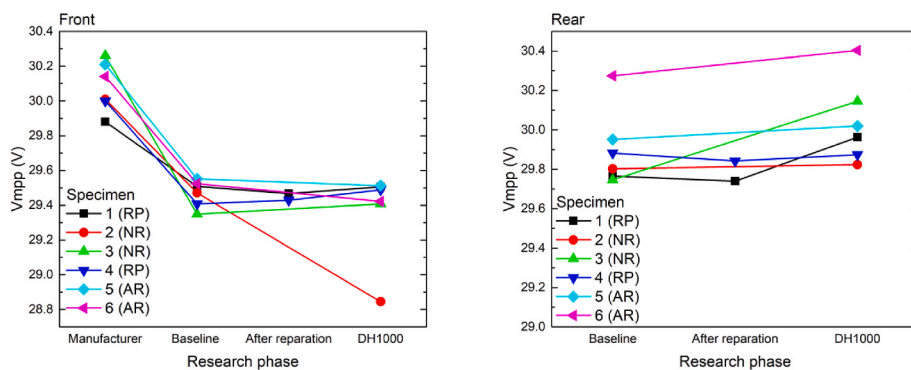 Front
30.4
30.2
30.0
29.8
29.6
29.4
29.2
29.0
28.8
Vmpp (V)
Specimen
1 (RP)
2 (NR)
3 (NR)
4 (RP)
5 (AR)
6 (AR)
Manufacturer Baseline After reparation DH1000
Research phase
Rear
30.4
30.2
30.0
29.8
29.6
29.4
29.2
29.0
Vmpp (V)
Specimen
1 (RP)
2 (NR)
3 (NR)
4 (RP)
5 (AR)
6 (AR)
Baseline After reparation DH1000
Research phase